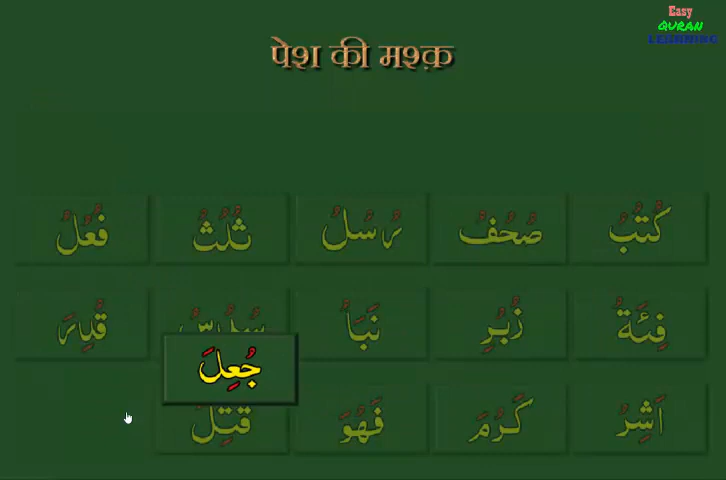 Easy
QURAN
LEARNING
पेश की मश्क़
كُتُبُ صُحُفُ رُسُلُ ثُلُثُ فُعُلُ
فِئَةُ زُبُرِ نَبَاُ سُدُسُ قُرِئَ
جُعِلَ
اَشِرُ كَرُمَ فَهُوَ قُتِلَ